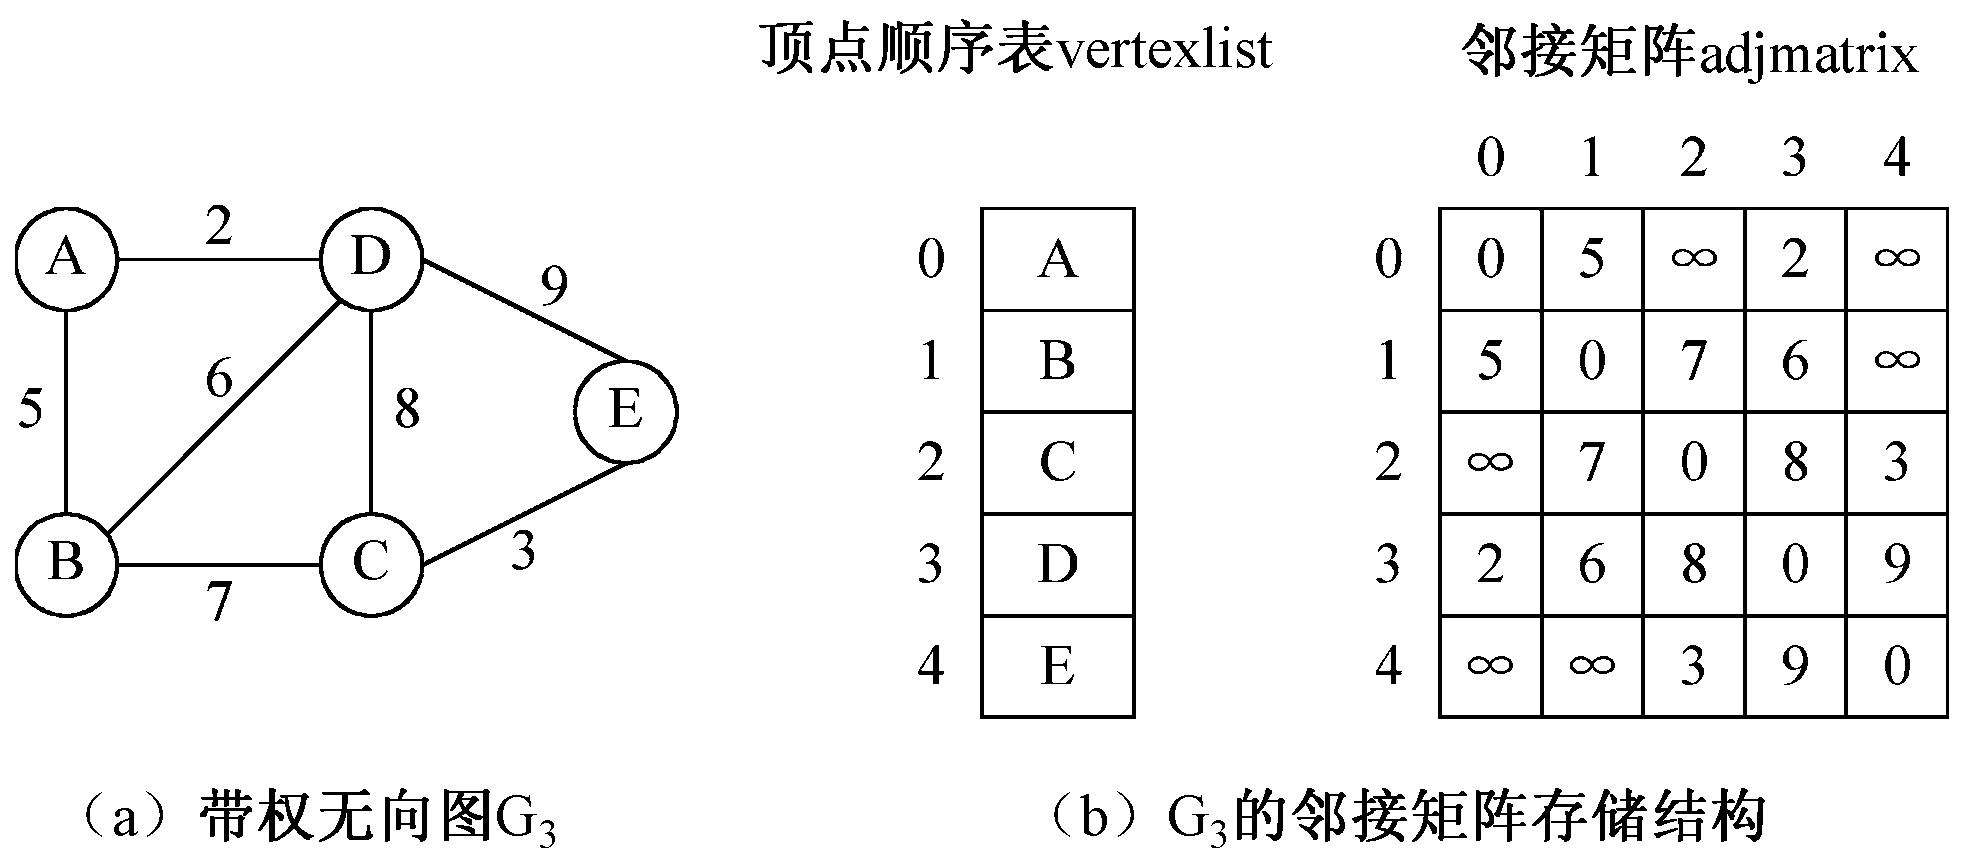 顶点顺序表vertexlist 邻接矩阵adjmatrix
0 1 2 3 4
A 2 D 9 E 5 6 8 B 7 C 3
0 A
1 B
2 C
3 D
4 E
0 0 5 ∞ 2 ∞
1 5 0 7 6 ∞
2 ∞ 7 0 8 3
3 2 6 8 0 9
4 ∞ ∞ 3 9 0
（a）带权无向图G3
（b）G3的邻接矩阵存储结构